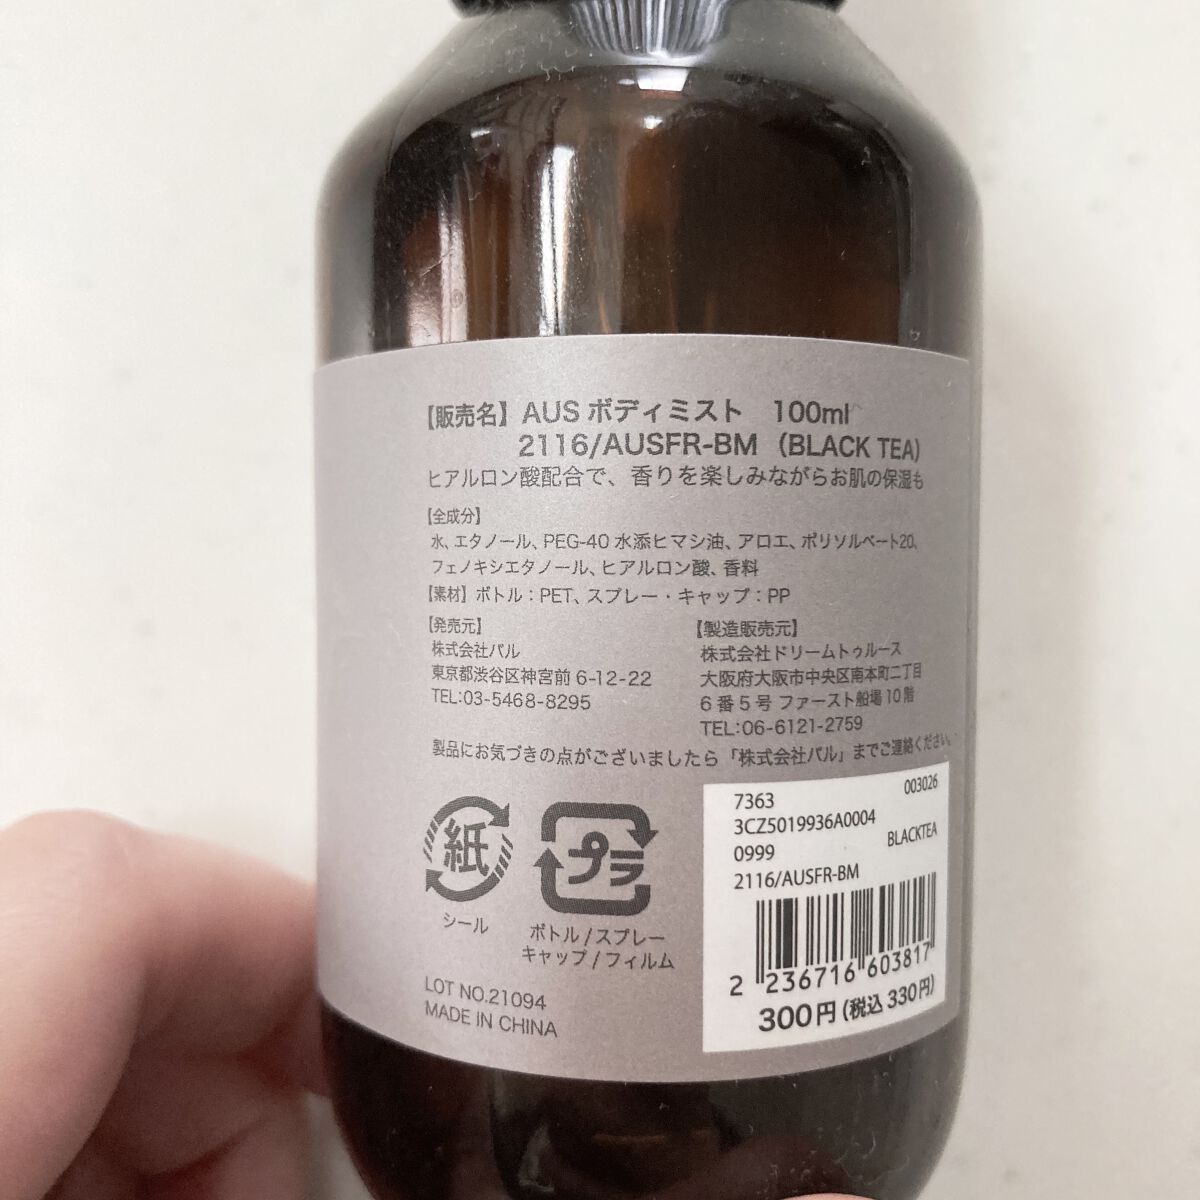 【販売名】AUS ボディミスト 100ml
2116/AUSFR-BM（BLACK TEA）
ヒアルロン酸配合で、香りを楽しみながらお肌の保湿も
【全成分】
水、エタノール、PEG-40 水添ヒマシ油、アロエ、ポリソルベート20、
フェノキシエタノール、ヒアルロン酸、香料
【素材】ボトル：PET、スプレー・キャップ：PP
【発売元】
株式会社パル
東京都渋谷区神宮前 6-12-22
TEL:03-5468-8295
【製造販売元】
株式会社ドリームトゥルース
大阪府大阪市中央区南本町二丁目
6 番 5 号 ファースト船場 10 階
TEL:06-6121-2759
製品にお気づきの点がございましたら「株式会社パル」までご連絡ください。
紙
シール
プラ
ボトル / スプレー
キャップ / フィルム
LOT NO.21094
MADE IN CHINA
7363 003026
3CZ5019936A0004
0999 BLACKTEA
2116/AUSFR-BM
2 236716 603817
300円（税込 330円）